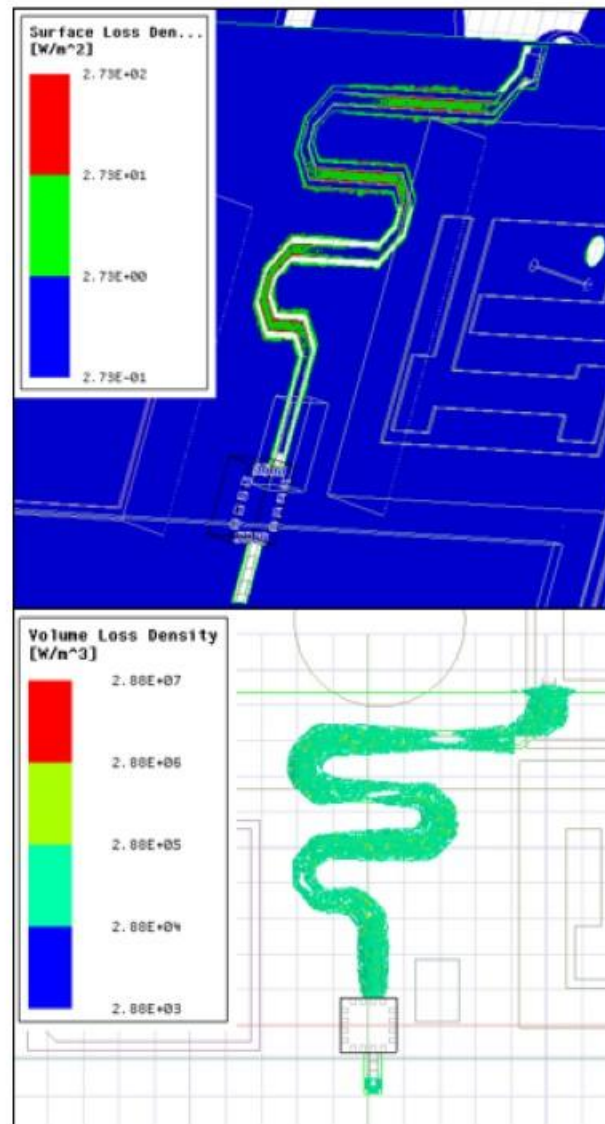 Surface Loss Den...
[W/m^2]
2.73E+02
2.73E+01
2.73E+00
2.73E-01
Volume Loss Density
[W/m^3]
2.88E+07
2.88E+06
2.88E+05
2.88E+04
2.88E+03